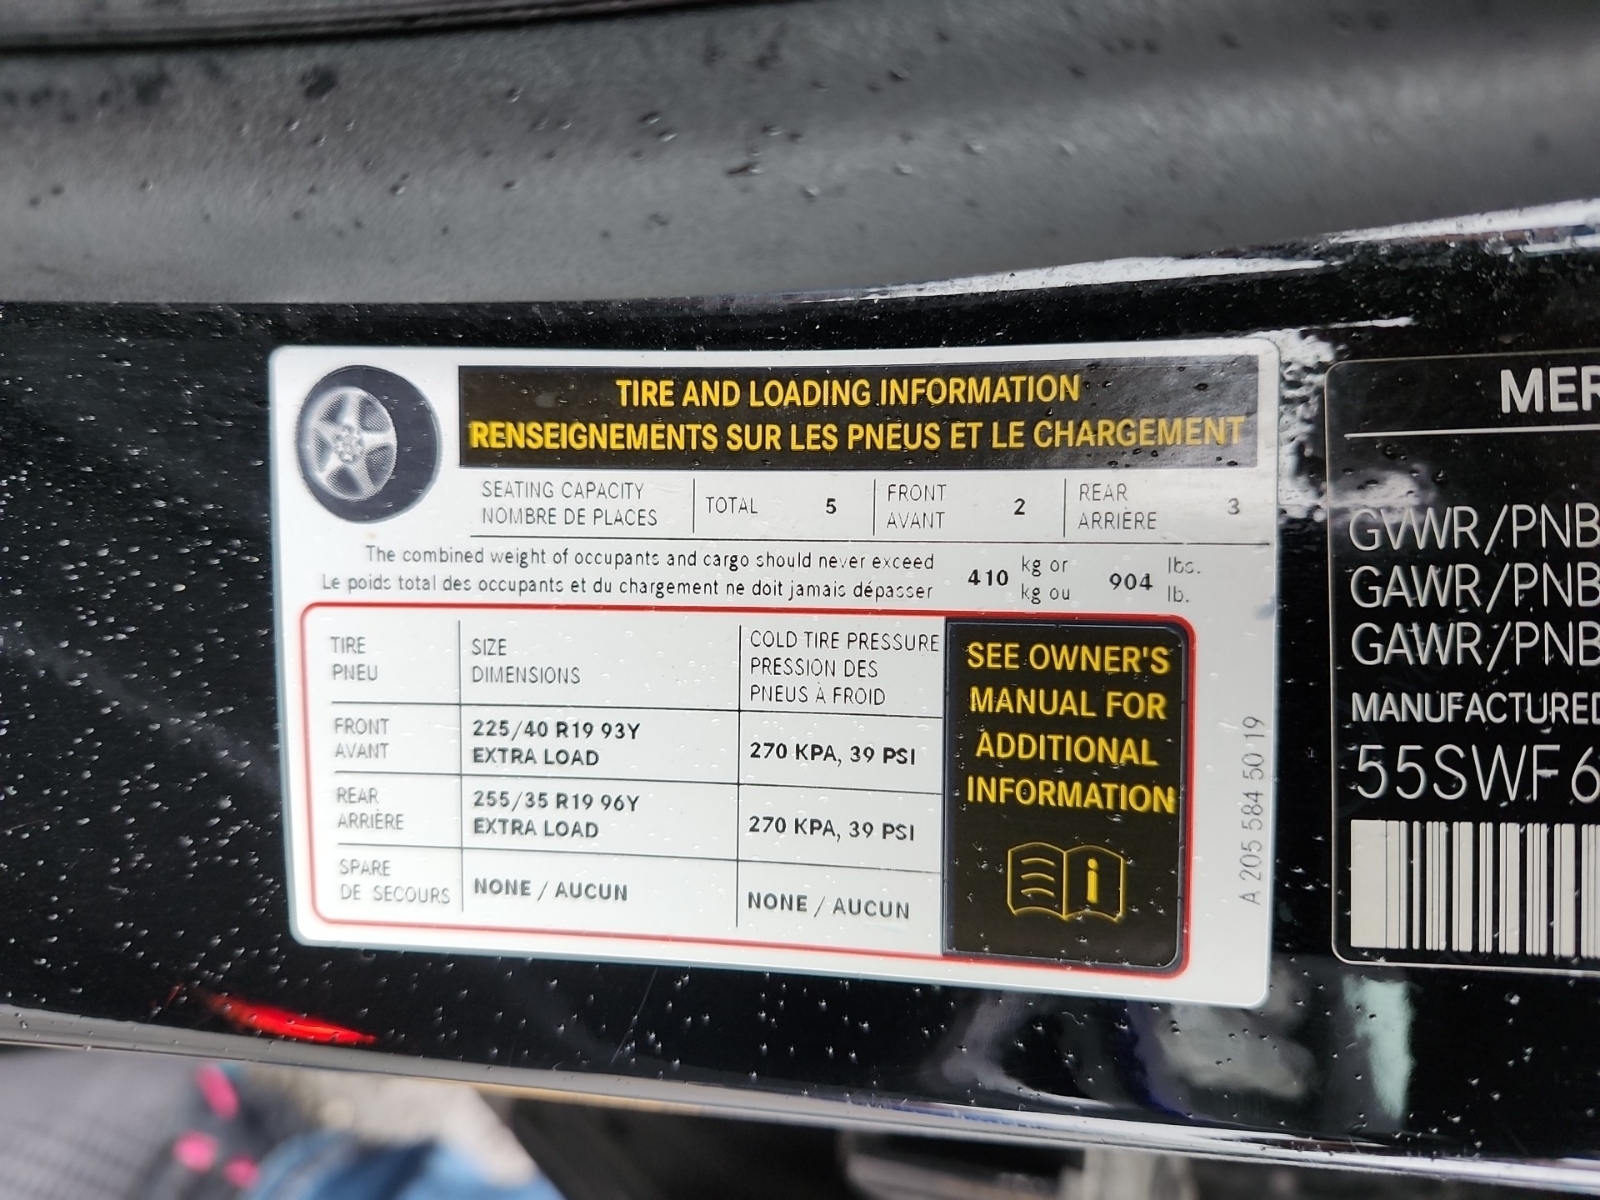 TIRE AND LOADING INFORMATION
RENSEIGNEMENTS SUR LES PNEUS ET LE CHARGEMENT
SEATING CAPACITY
NOMBRE DE PLACES
TOTAL 5
FRONT
AVANT
2
REAR
ARRIÈRE
3
The combined weight of occupants and cargo should never exceed
Le poids total des occupants et du chargement ne doit jamais dépasser
410
kg or
kg ou
904
lbs.
lb.
TIRE
PNEU
SIZE
DIMENSIONS
COLD TIRE PRESSURE
PRESSION DES
PNEUS À FROID
FRONT
AVANT
225/40 R19 93Y
EXTRA LOAD
270 KPA, 39 PSI
REAR
ARRIÈRE
255/35 R19 96Y
EXTRA LOAD
270 KPA, 39 PSI
SPARE
DE SECOURS
NONE / AUCUN
NONE / AUCUN
SEE OWNER'S
MANUAL FOR
ADDITIONAL
INFORMATION
i
A 205 584 50 19
MER
GVWR/PNB
GAWR/PNB
GAWR/PNB
MANUFACTURED
55SWF6